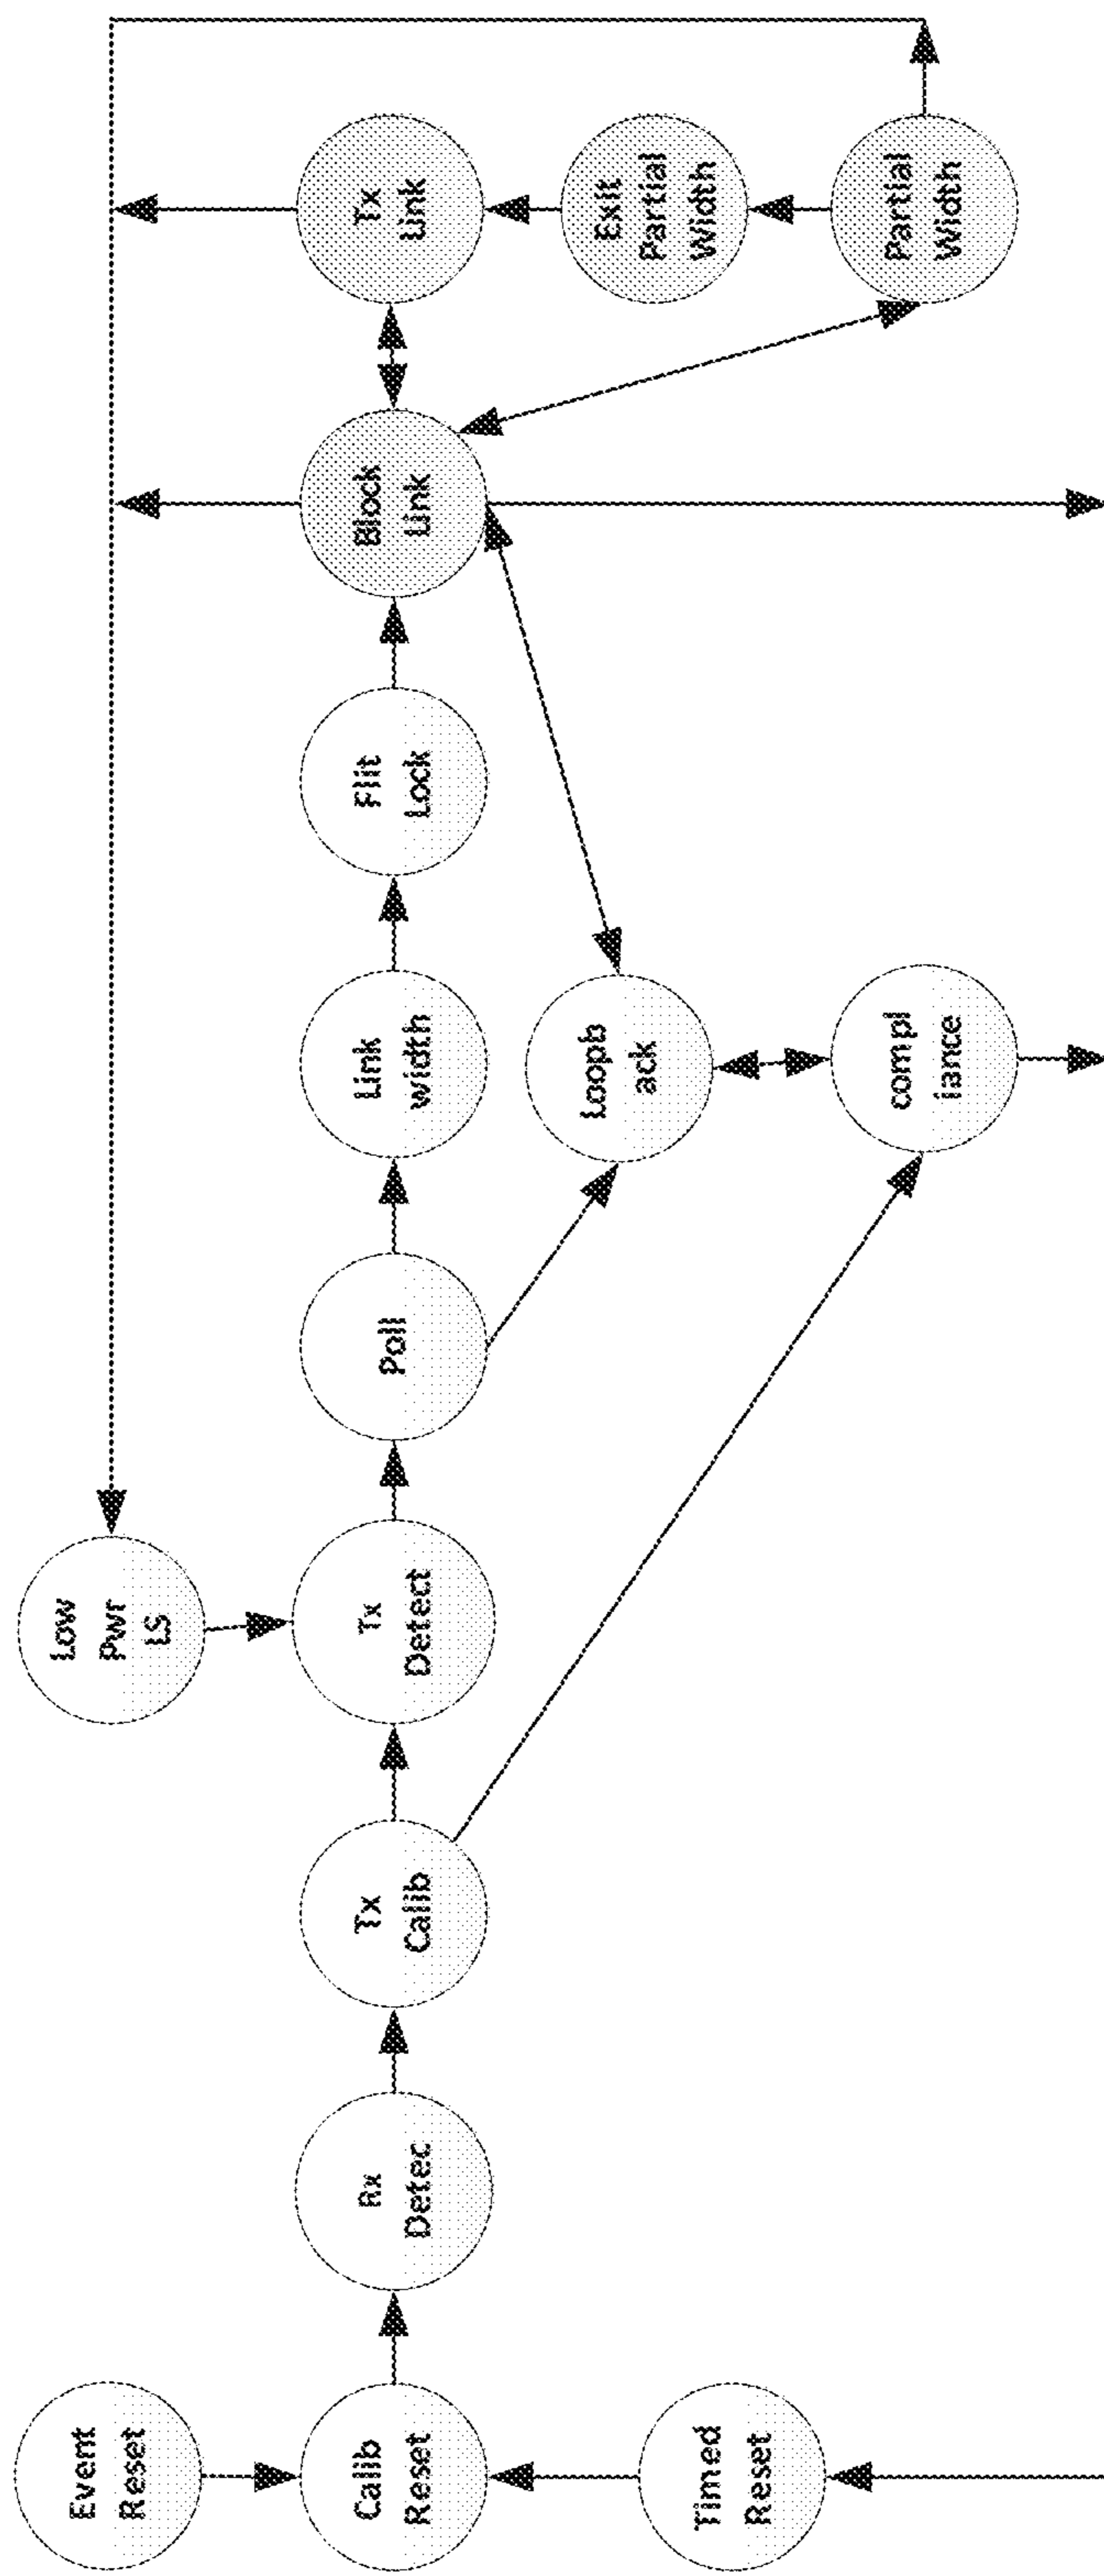 Event
Reset
Calib
Reset
Timed
Reset
Rx
Detec
Tx
Calib
Low
Pwr
LS
Tx
Detect
Poll
Link
width
Loopb
ack
compl
iance
Flit
Lock
Block
Link
Tx
Link
Exit
Partial
Width
Partial
Width